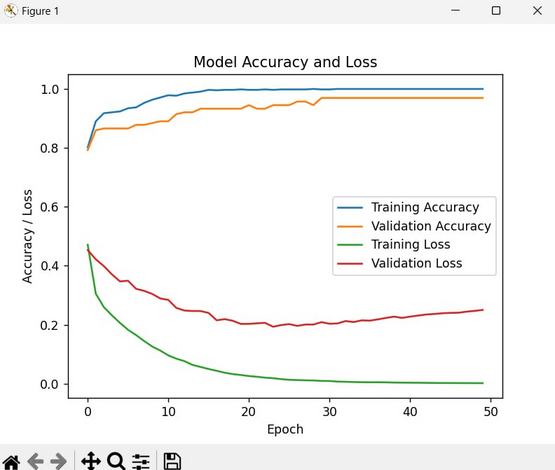 Figure 1
Model Accuracy and Loss
1.0
0.8
0.6
0.4
0.2
0.0
Accuracy / Loss
Training Accuracy
Validation Accuracy
Training Loss
Validation Loss
0 10 20 30 40 50
Epoch